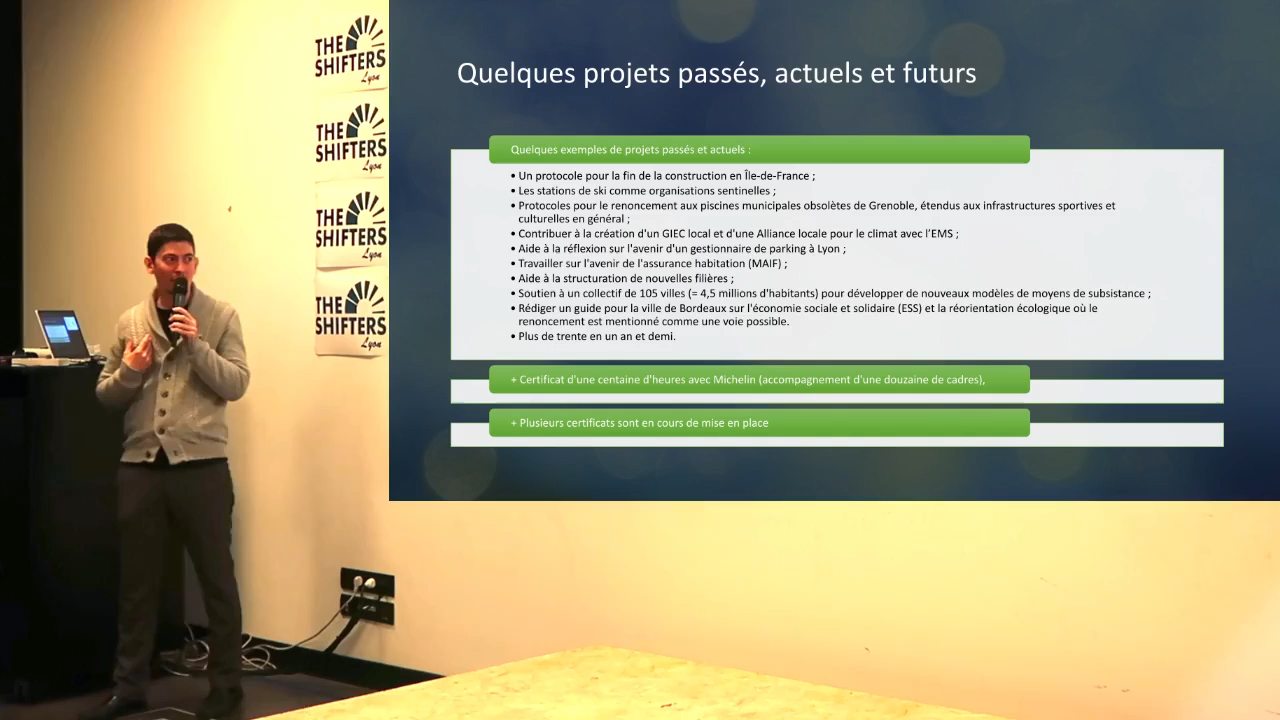 THE
SHIFTERS
Lyon
THE
SHIFTERS
Lyon
THE
SHIFTERS
Lyon
THE
SHIFTERS
Lyon
Quelques projets passés, actuels et futurs
Quelques exemples de projets passés et actuels :
• Un protocole pour la fin de la construction en Île-de-France ;
• Les stations de ski comme organisations sentinelles ;
• Protocoles pour le renoncement aux piscines municipales obsolètes de Grenoble, étendus aux infrastructures sportives et
culturelles en général ;
• Contribuer à la création d'un GIEC local et d'une Alliance locale pour le climat avec l’EMS ;
• Aide à la réflexion sur l'avenir d'un gestionnaire de parking à Lyon ;
• Travailler sur l'avenir de l'assurance habitation (MAIF) ;
• Aide à la structuration de nouvelles filières ;
• Soutien à un collectif de 105 villes (= 4,5 millions d'habitants) pour développer de nouveaux modèles de moyens de subsistance ;
• Rédiger un guide pour la ville de Bordeaux sur l'économie sociale et solidaire (ESS) et la réorientation écologique où le
renoncement est mentionné comme une voie possible.
• Plus de trente en un an et demi.
+ Certificat d'une centaine d'heures avec Michelin (accompagnement d'une douzaine de cadres),
+ Plusieurs certificats sont en cours de mise en place